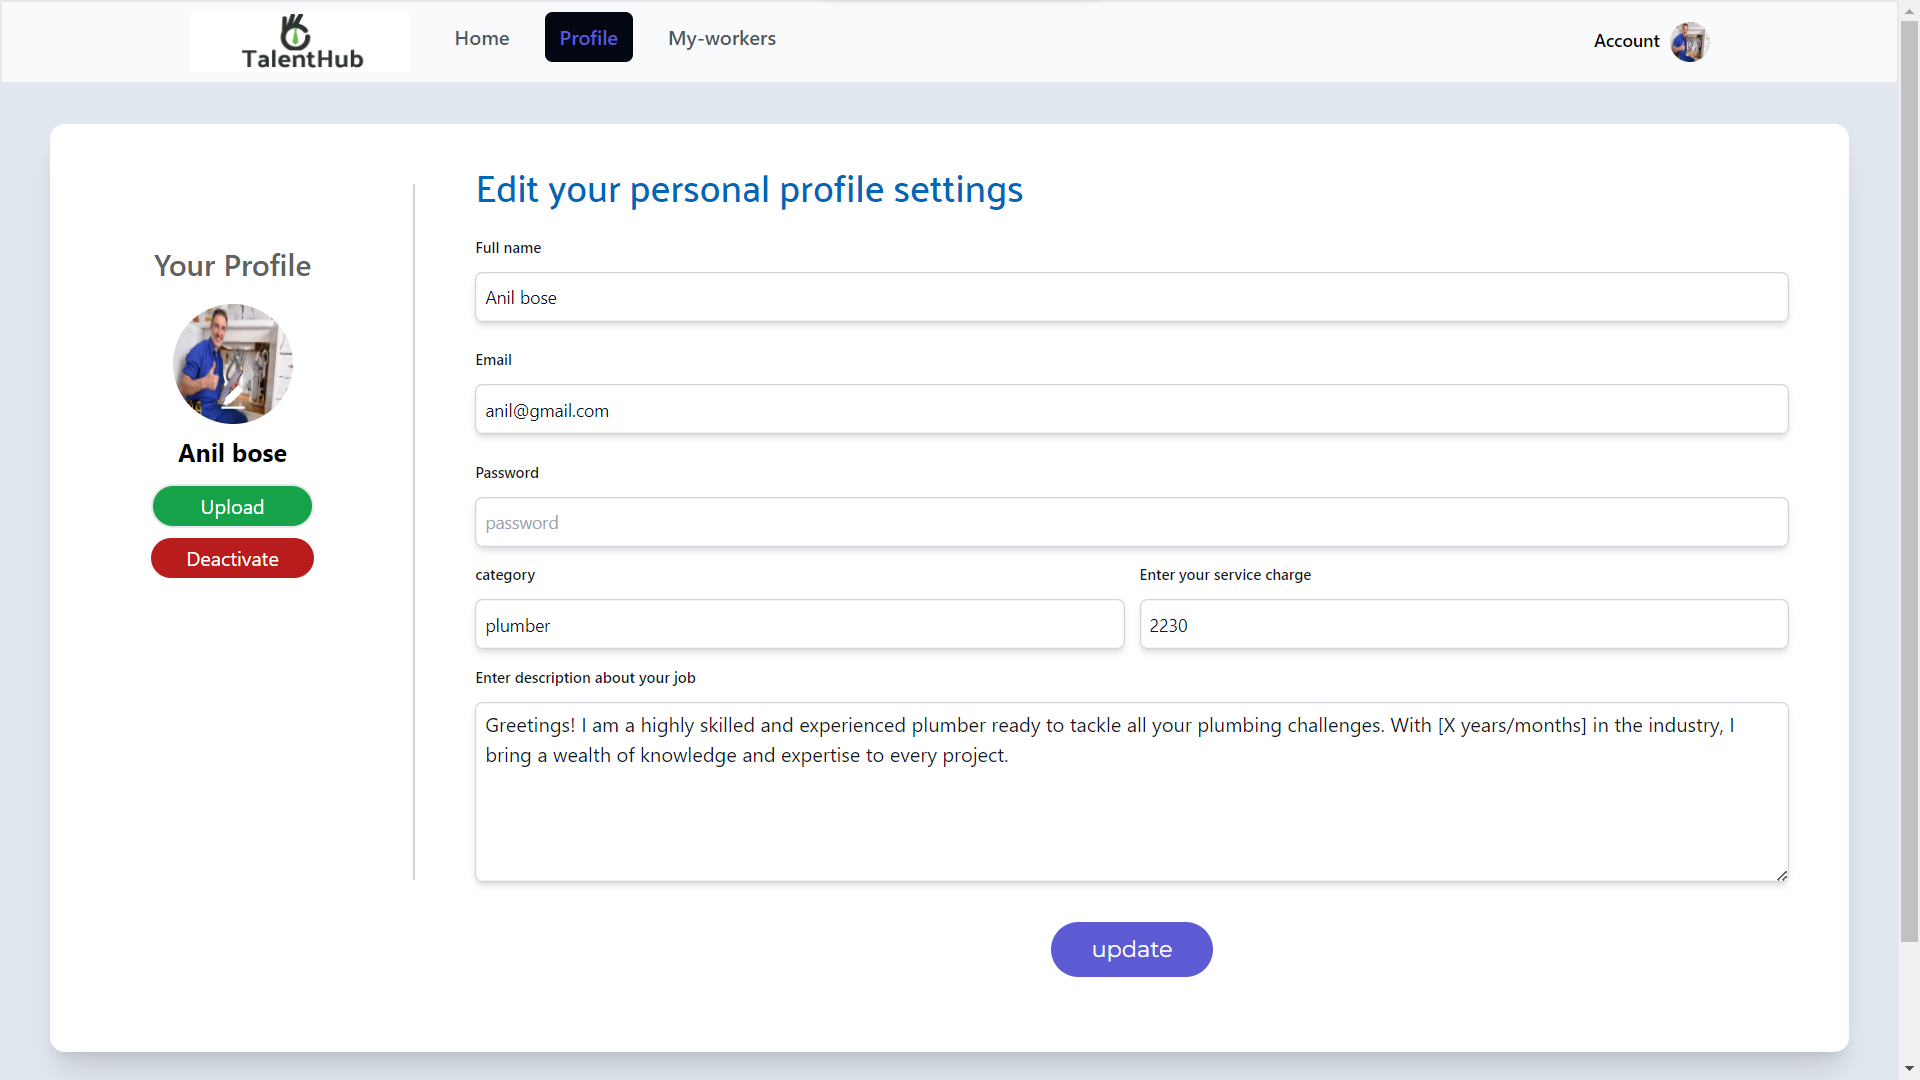 TalentHub
Home
Profile
My-workers
Account
Your Profile
Anil bose
Upload
Deactivate
Edit your personal profile settings
Full name
Anil bose
Email
anil@gmail.com
Password
password
category
Enter your service charge
plumber
2230
Enter description about your job
Greetings! I am a highly skilled and experienced plumber ready to tackle all your plumbing challenges. With [X years/months] in the industry, I
bring a wealth of knowledge and expertise to every project.
update